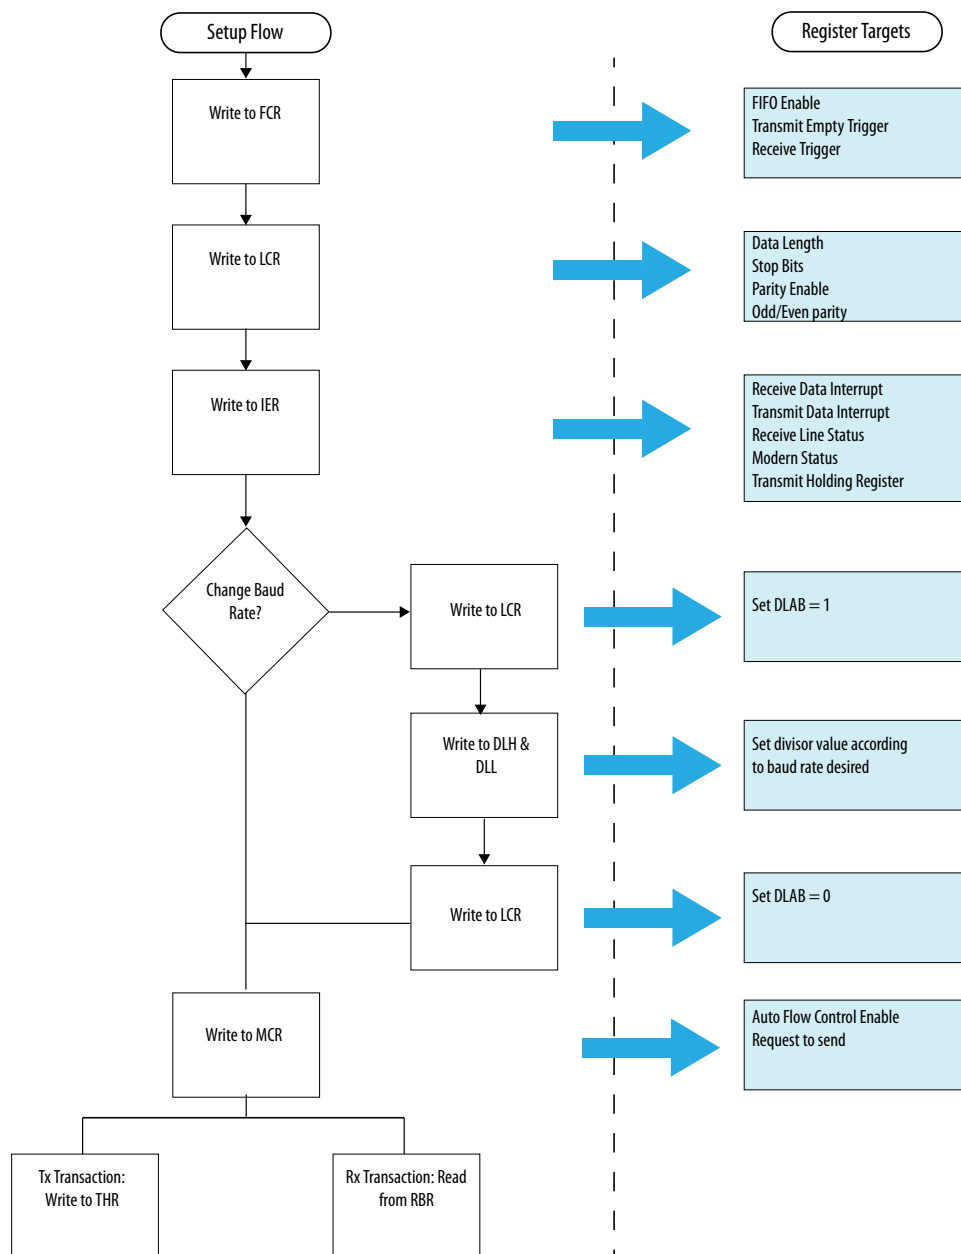 Setup Flow
Register Targets
Write to FCR
FIFO Enable
Transmit Empty Trigger
Receive Trigger
Write to LCR
Data Length
Stop Bits
Parity Enable
Odd/Even parity
Write to IER
Receive Data Interrupt
Transmit Data Interrupt
Receive Line Status
Modern Status
Transmit Holding Register
Change Baud
Rate?
Write to LCR
Set DLAB = 1
Write to DLH &
DLL
Set divisor value according
to baud rate desired
Write to LCR
Set DLAB = 0
Write to MCR
Auto Flow Control Enable
Request to send
Tx Transaction:
Write to THR
Rx Transaction: Read
from RBR